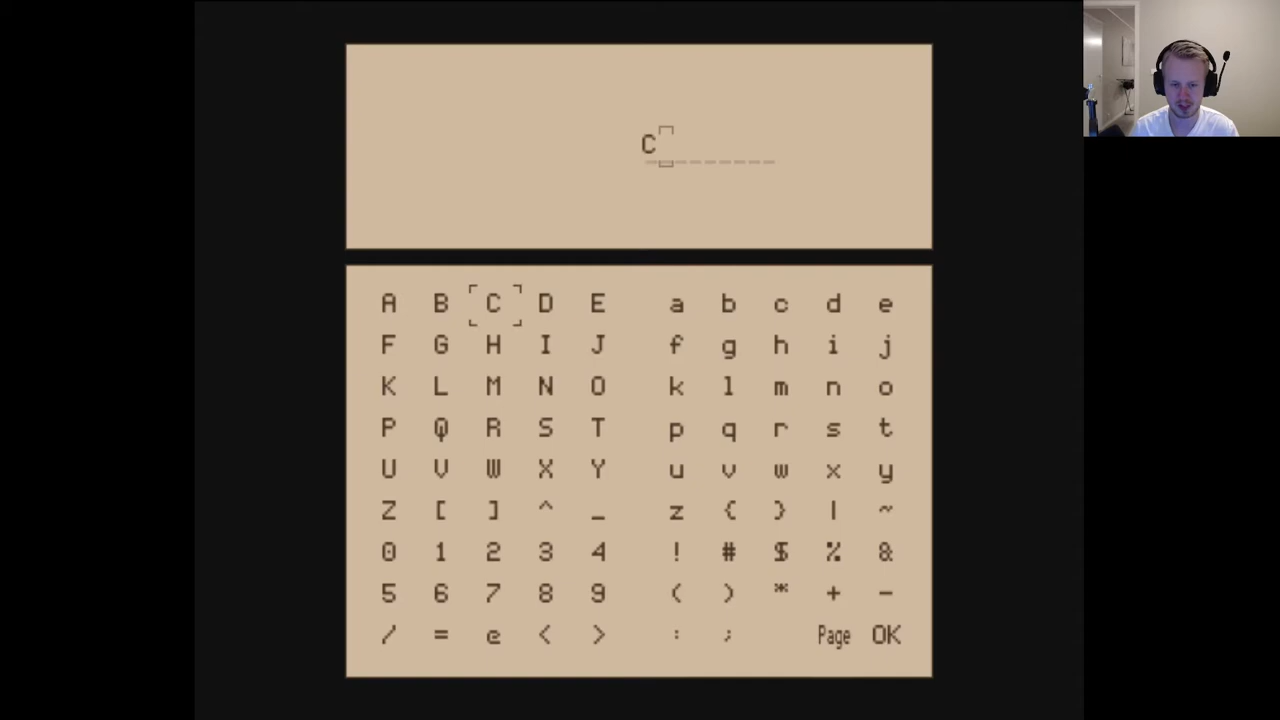 C
A B C D E a b c d e
F G H I J f g h i j
K L M N O k l m n o
P Q R S T p q r s t
U V W X Y u v w x y
Z [ ] ^ _ z { } | ~
0 1 2 3 4 ! # $ % &
5 6 7 8 9 ( ) * + -
/ = @ < > : ; Page OK